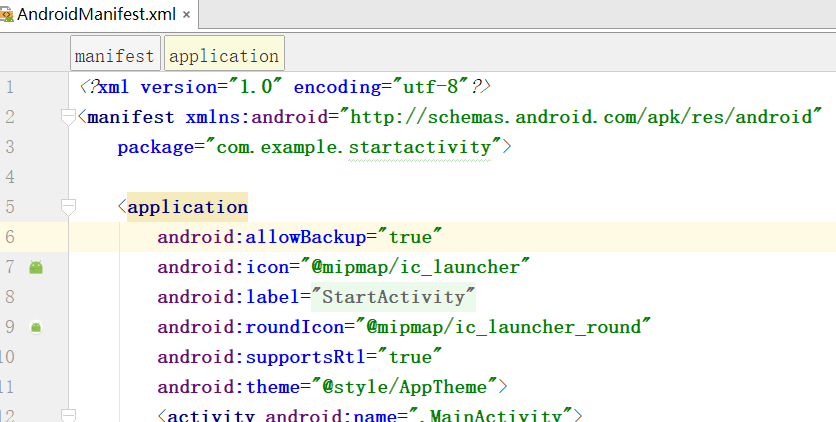 AndroidManifest.xml ×
manifest application
1 <?xml version="1.0" encoding="utf-8"?>
2 <manifest xmlns:android="http://schemas.android.com/apk/res/android"
3 package="com.example.startactivity">
4
5 <application
6 android:allowBackup="true"
7 android:icon="@mipmap/ic_launcher"
8 android:label="StartActivity"
9 android:roundIcon="@mipmap/ic_launcher_round"
10 android:supportsRtl="true"
11 android:theme="@style/AppTheme">
12 <activity android:name=".MainActivity">